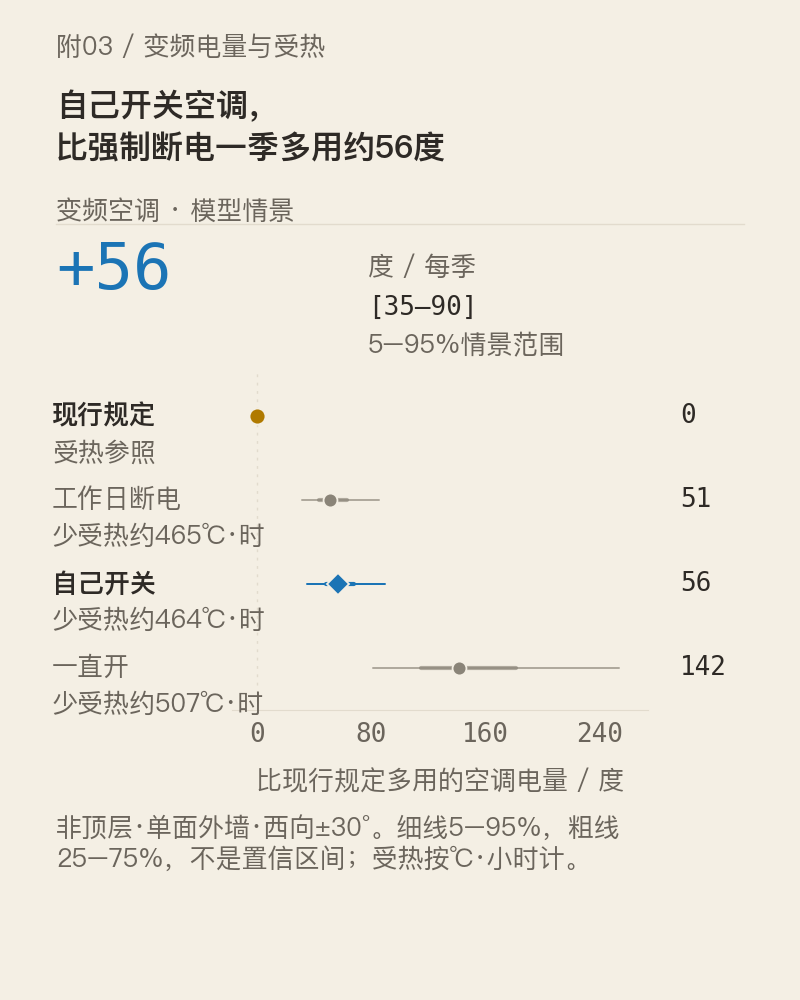 附03 / 变频电量与受热
自己开关空调，
比强制断电一季多用约56度
变频空调 · 模型情景
+56
度 / 每季
[35—90]
5—95%情景范围
现行规定
0
受热参照
工作日断电
51
少受热约465℃·时
自己开关
56
少受热约464℃·时
一直开
142
少受热约507℃·时
0 80 160 240
比现行规定多用的空调电量 / 度
非顶层·单面外墙·西向±30°。细线5—95%，粗线
25—75%，不是置信区间；受热按℃·小时计。